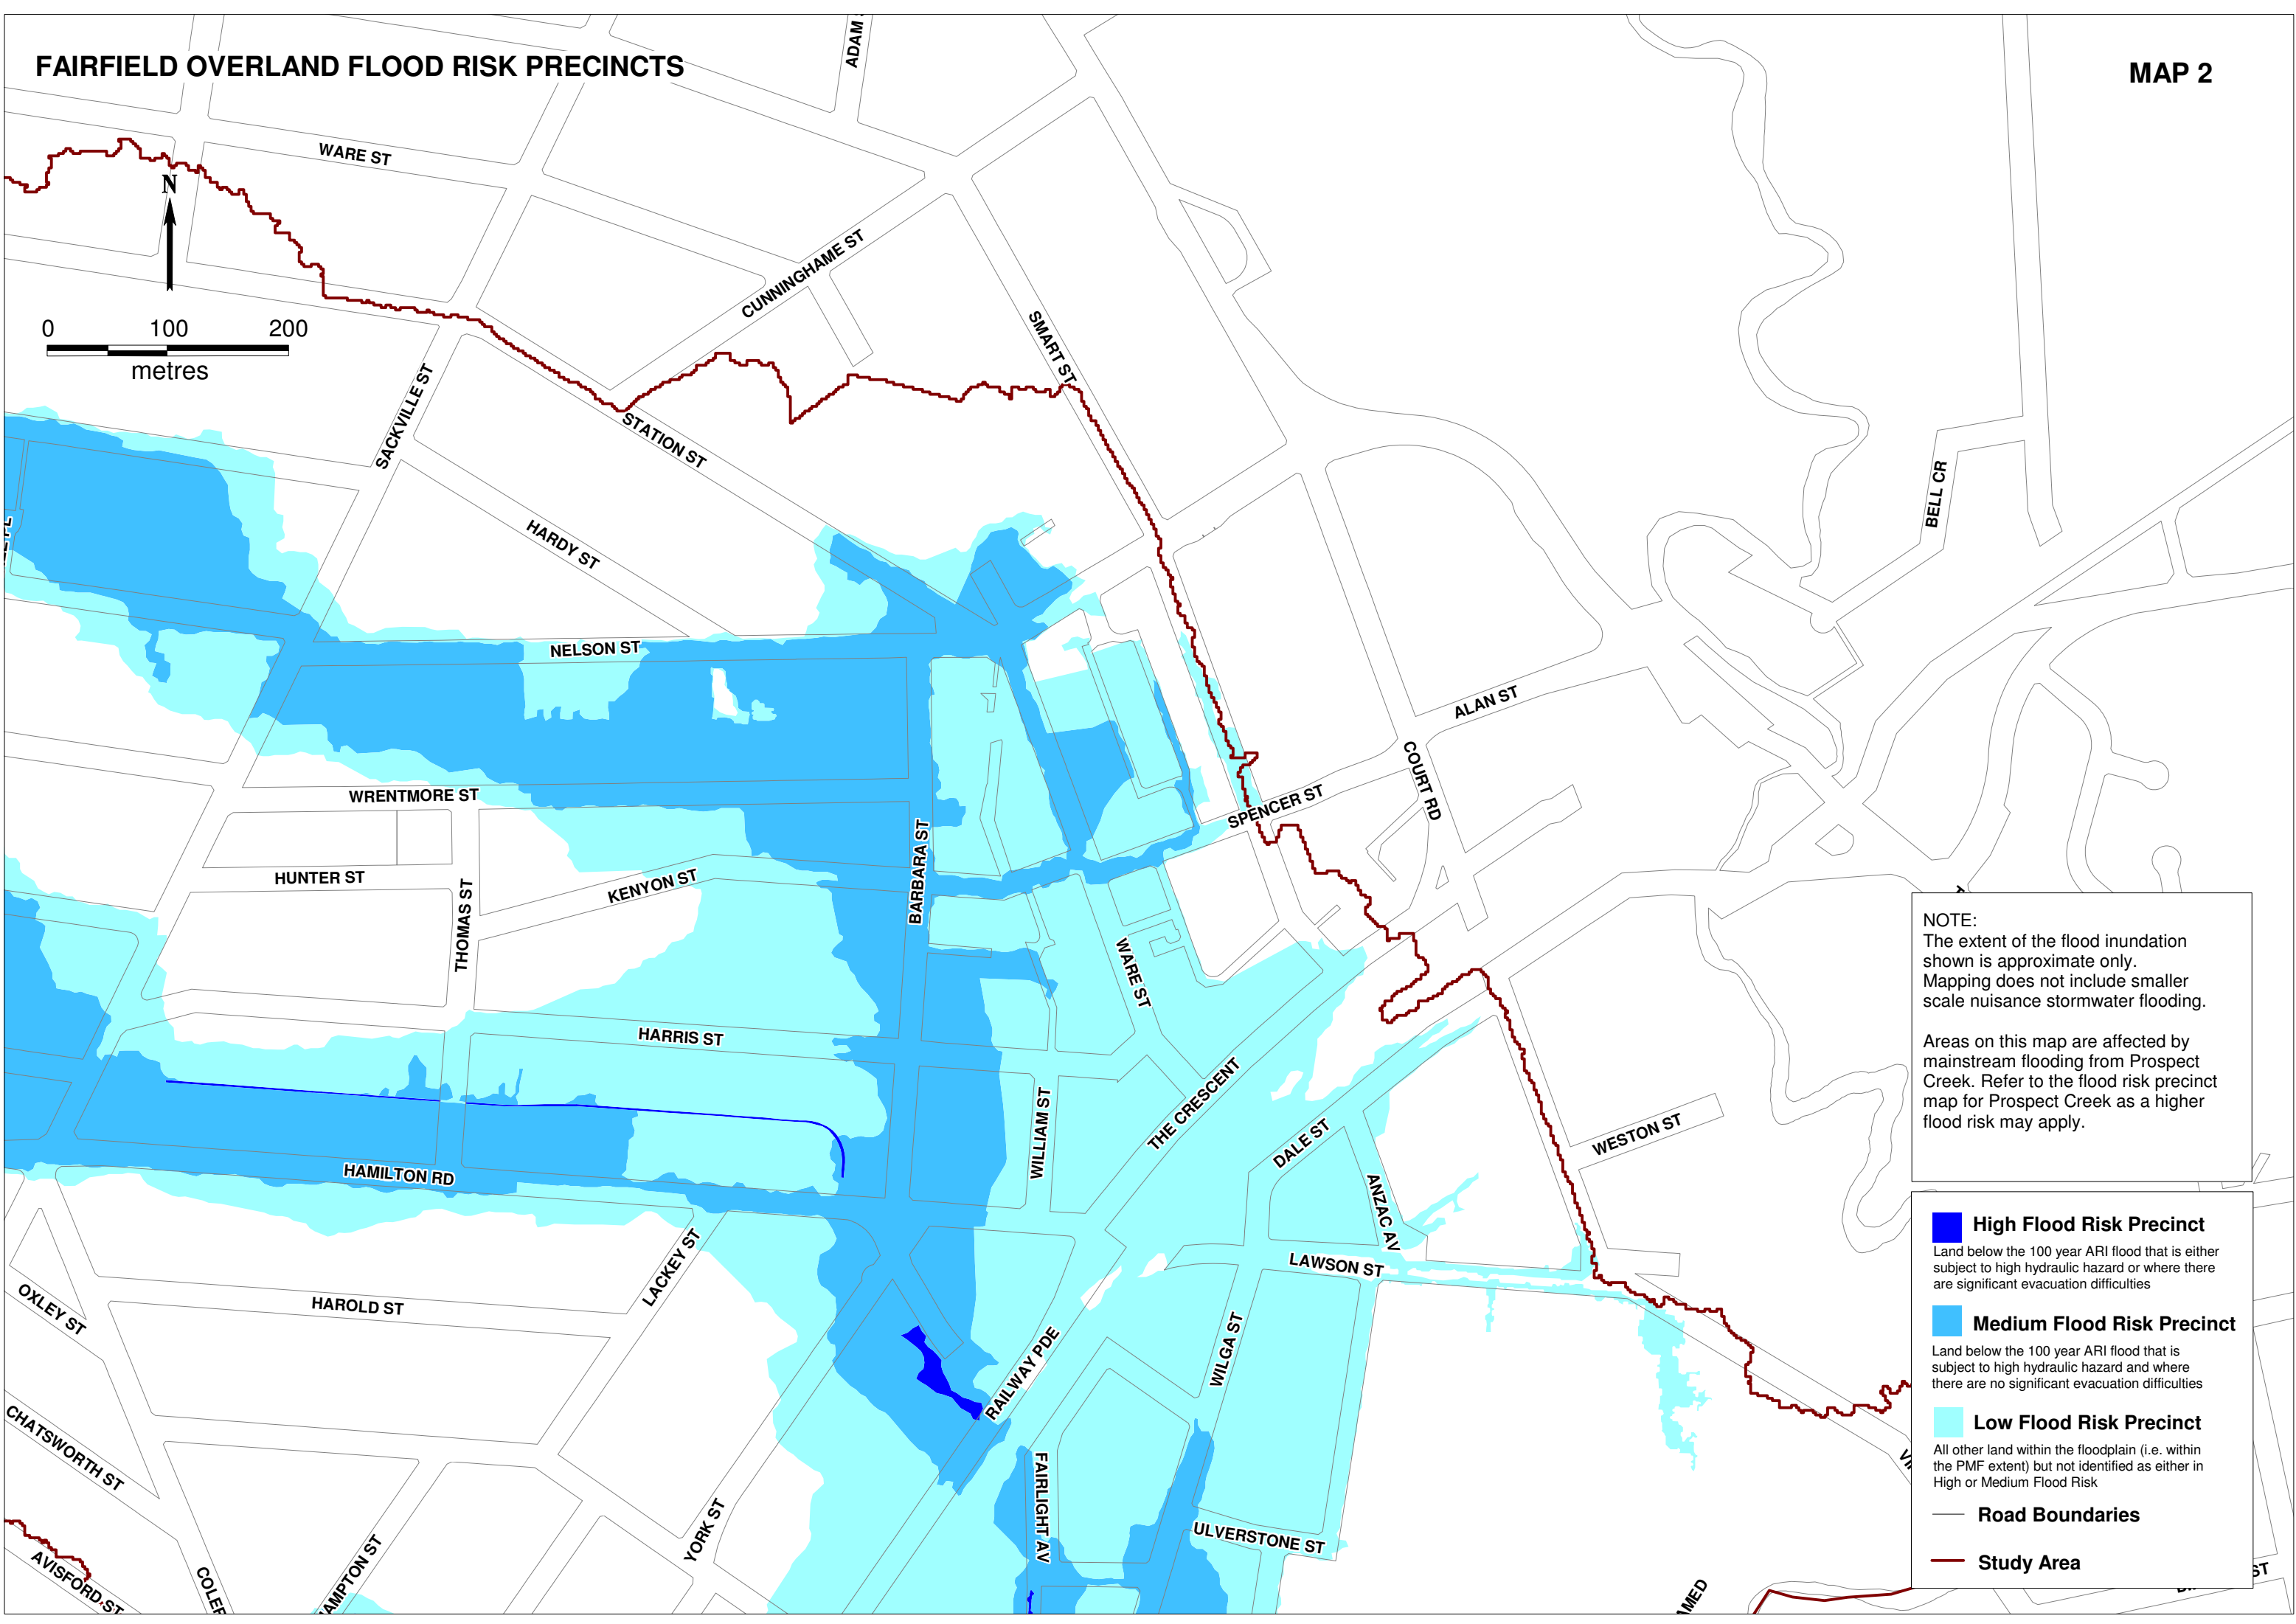 FAIRFIELD OVERLAND FLOOD RISK PRECINCTS
MAP 2
ADAM
WARE ST
N
0 100 200
metres
CUNNINGHAME ST
SMART ST
SACKVILLE ST
STATION ST
HARDY ST
BELL CR
NELSON ST
ALAN ST
COURT RD
SPENCER ST
WRENTMORE ST
BARBARA ST
HUNTER ST
KENYON ST
THOMAS ST
WARE ST
HARRIS ST
WILLIAM ST
THE CRESCENT
DALE ST
WESTON ST
HAMILTON RD
ANZAC AV
LACKEY ST
LAWSON ST
OXLEY ST
HAROLD ST
WILGA ST
RAILWAY PDE
CHATSWORTH ST
FAIRLIGHT AV
YORK ST
ULVERSTONE ST
AVISFORD ST
COLER
AMPTON ST
AMED
ST
NOTE:
The extent of the flood inundation
shown is approximate only.
Mapping does not include smaller
scale nuisance stormwater flooding.
Areas on this map are affected by
mainstream flooding from Prospect
Creek. Refer to the flood risk precinct
map for Prospect Creek as a higher
flood risk may apply.
High Flood Risk Precinct
Land below the 100 year ARI flood that is either
subject to high hydraulic hazard or where there
are significant evacuation difficulties
Medium Flood Risk Precinct
Land below the 100 year ARI flood that is
subject to high hydraulic hazard and where
there are no significant evacuation difficulties
Low Flood Risk Precinct
All other land within the floodplain (i.e. within
the PMF extent) but not identified as either in
High or Medium Flood Risk
Road Boundaries
Study Area